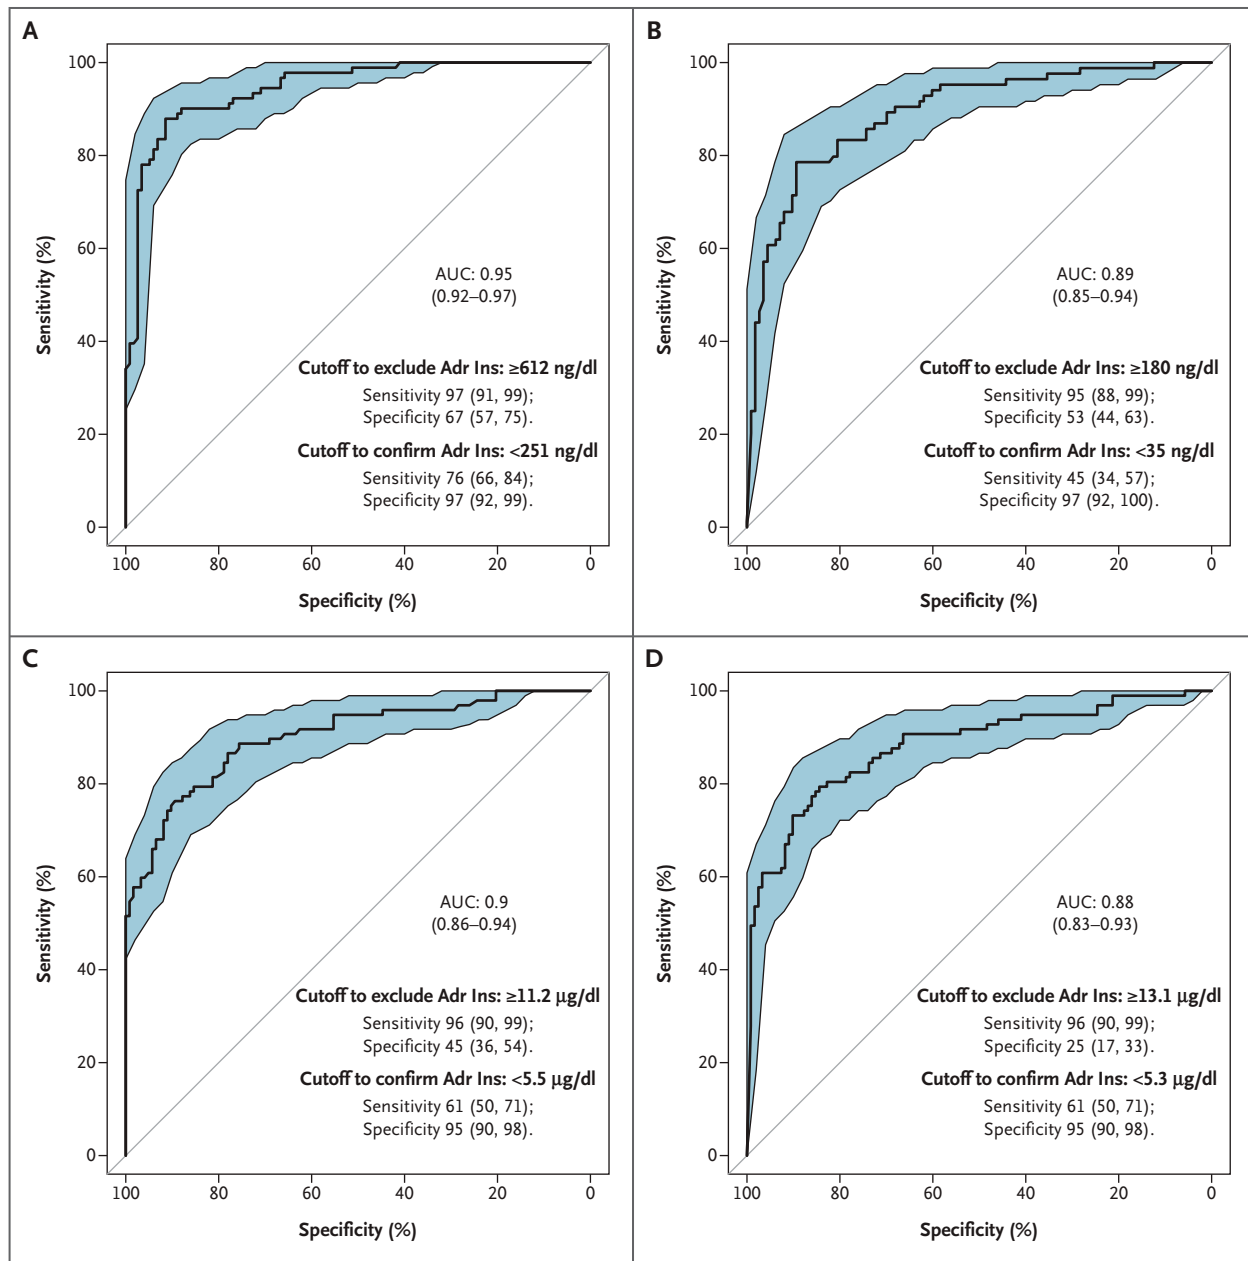 A
100
80
60
40
20
0
Sensitivity (%)
AUC: 0.95
(0.92–0.97)
Cutoff to exclude Adr Ins: ≥612 ng/dl
Sensitivity 97 (91, 99);
Specificity 67 (57, 75).
Cutoff to confirm Adr Ins: <251 ng/dl
Sensitivity 76 (66, 84);
Specificity 97 (92, 99).
100 80 60 40 20 0
Specificity (%)
B
100
80
60
40
20
0
Sensitivity (%)
AUC: 0.89
(0.85–0.94)
Cutoff to exclude Adr Ins: ≥180 ng/dl
Sensitivity 95 (88, 99);
Specificity 53 (44, 63).
Cutoff to confirm Adr Ins: <35 ng/dl
Sensitivity 45 (34, 57);
Specificity 97 (92, 100).
100 80 60 40 20 0
Specificity (%)
C
100
80
60
40
20
0
Sensitivity (%)
AUC: 0.9
(0.86–0.94)
Cutoff to exclude Adr Ins: ≥11.2 μg/dl
Sensitivity 96 (90, 99);
Specificity 45 (36, 54).
Cutoff to confirm Adr Ins: <5.5 μg/dl
Sensitivity 61 (50, 71);
Specificity 95 (90, 98).
100 80 60 40 20 0
Specificity (%)
D
100
80
60
40
20
0
Sensitivity (%)
AUC: 0.88
(0.83–0.93)
Cutoff to exclude Adr Ins: ≥13.1 μg/dl
Sensitivity 96 (90, 99);
Specificity 25 (17, 33).
Cutoff to confirm Adr Ins: <5.3 μg/dl
Sensitivity 61 (50, 71);
Specificity 95 (90, 98).
100 80 60 40 20 0
Specificity (%)